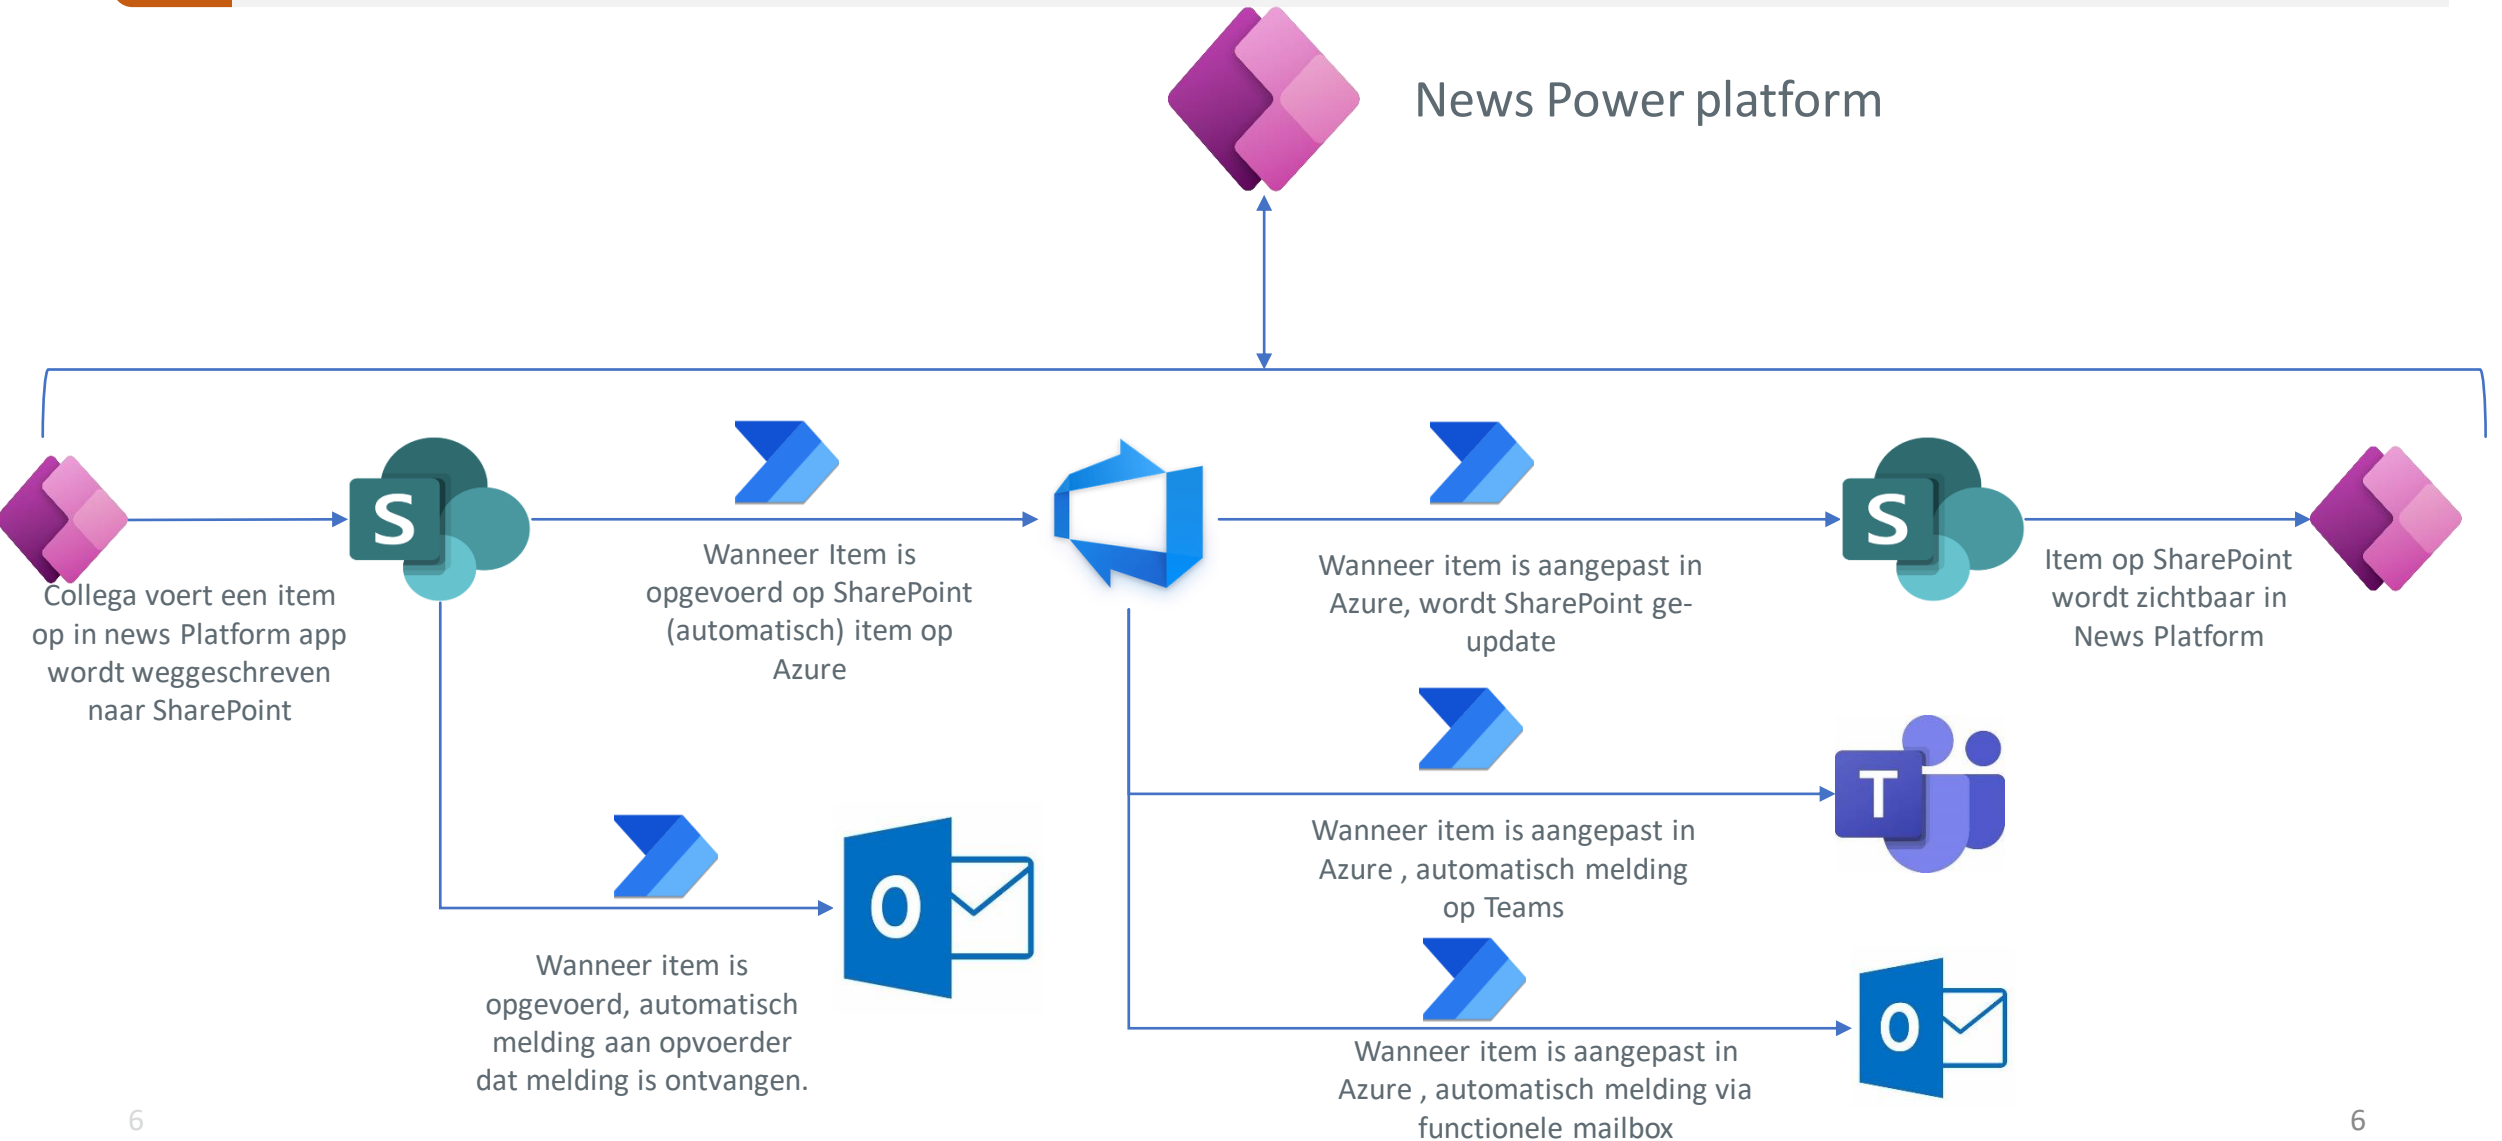 News Power platform
Collega voert een item
op in news Platform app
wordt weggeschreven
naar SharePoint
S
Wanneer Item is
opgevoerd op SharePoint
(automatisch) item op
Azure
Wanneer item is aangepast in
Azure, wordt SharePoint ge-
update
S
Item op SharePoint
wordt zichtbaar in
News Platform
Wanneer item is
opgevoerd, automatisch
melding aan opvoerder
dat melding is ontvangen.
O
Wanneer item is aangepast in
Azure , automatisch melding
op Teams
T
Wanneer item is aangepast in
Azure , automatisch melding via
functionele mailbox
O
6
6